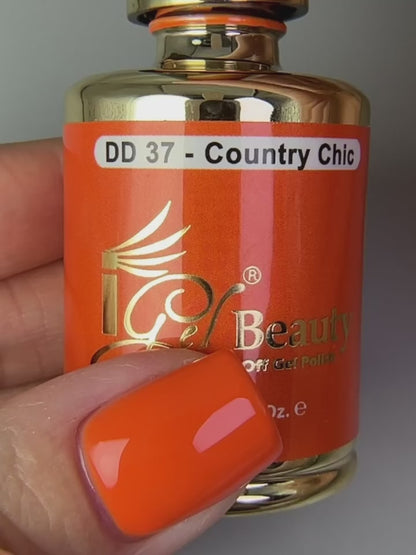 DD 37 - Country Chic
iGel® Beauty
Off Gel Polish
Oz. e